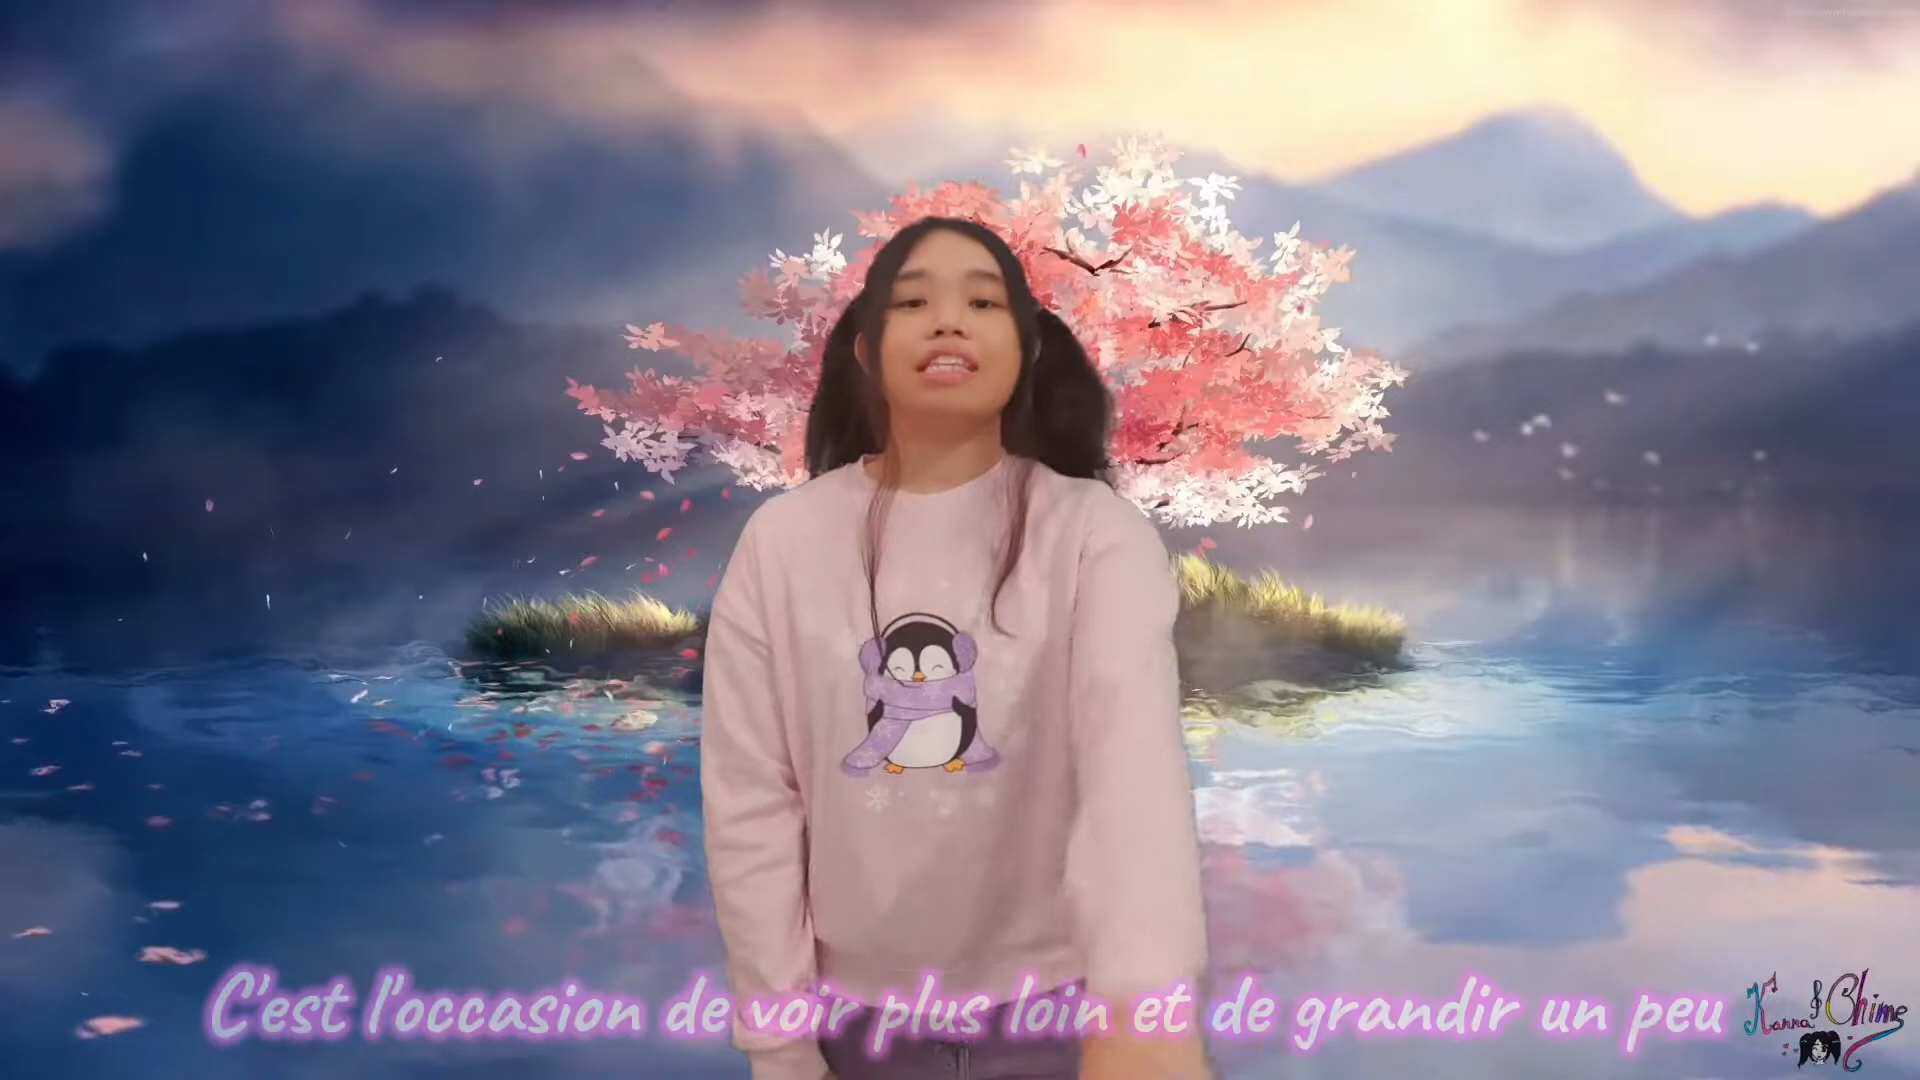 C'est l'occasion de voir plus loin et de grandir un peu
Kanna Chime